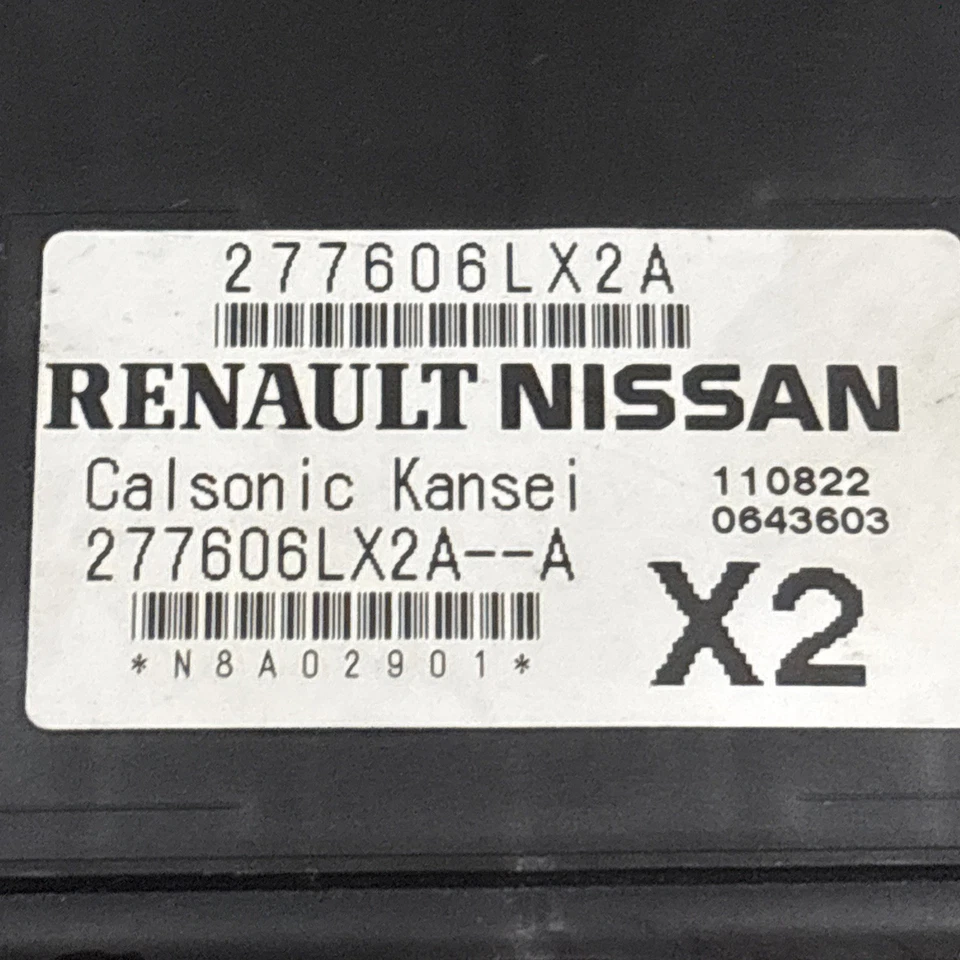 277606LX2A
RENAULT NISSAN
Calsonic Kansei
110822
0643603
277606LX2A--A
X2
*N8A02901*